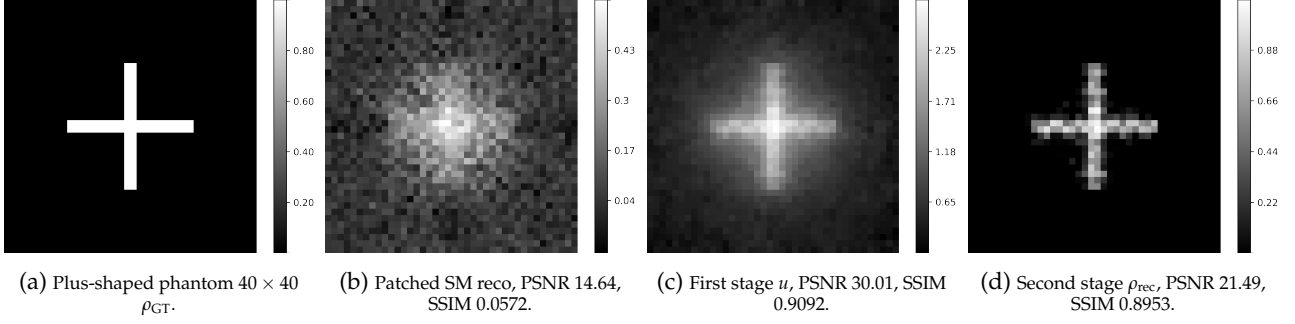 0.80
0.60
0.40
0.20
0.43
0.3
0.17
0.04
2.25
1.71
1.18
0.65
0.88
0.66
0.44
0.22
(a) Plus-shaped phantom 40 × 40
ρGT.
(b) Patched SM reco, PSNR 14.64,
SSIM 0.0572.
(c) First stage u, PSNR 30.01, SSIM
0.9092.
(d) Second stage ρrec, PSNR 21.49,
SSIM 0.8953.